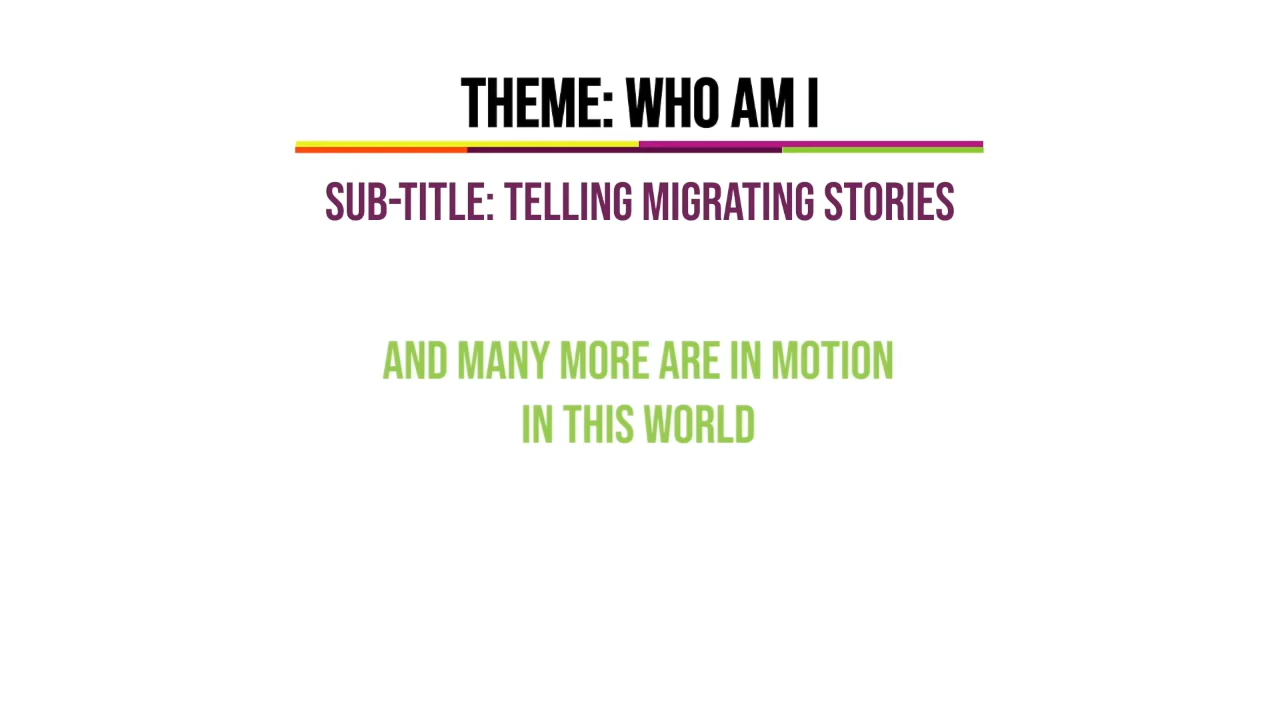 THEME: WHO AM I
SUB-TITLE: TELLING MIGRATING STORIES
AND MANY MORE ARE IN MOTION
IN THIS WORLD